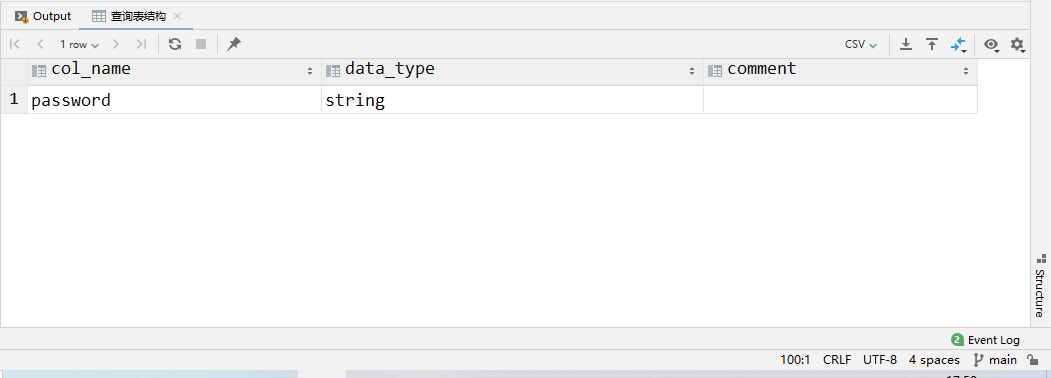 Output 查询表结构
1 row CSV
col_name data_type comment
1 password string
Structure
2 Event Log
100:1 CRLF UTF-8 4 spaces main